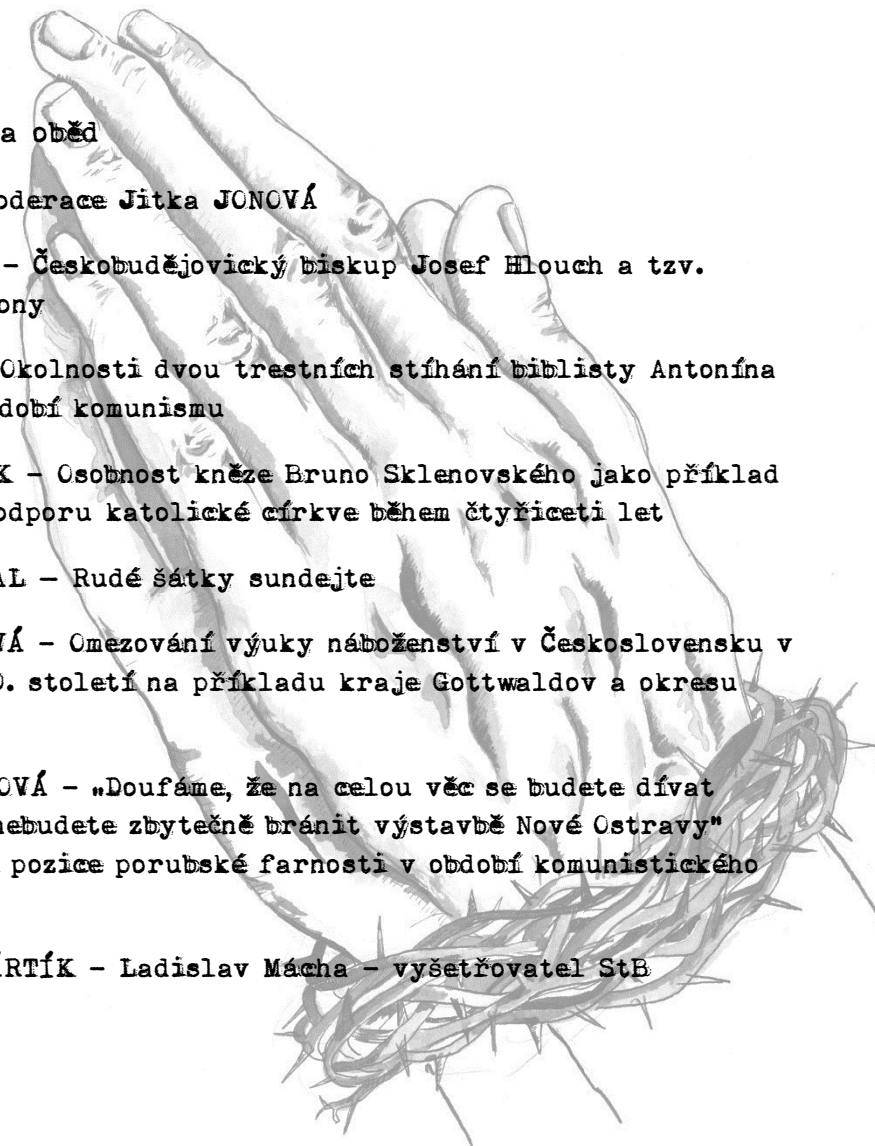 a oběd
oderace Jitka JONOVÁ
– Českobudějovický biskup Josef Hlouch a tzv.
ony
Okolnosti dvou trestních stíhání biblisty Antonína
dobí komunismu
K – Osobnost kněze Bruno Sklenovského jako příklad
odporu katolické církve během čtyřiceti let
AL – Rudé šátky sundejte
VÁ – Omezování výuky náboženství v Československu v
0. století na příkladu kraje Gottwaldov a okresu
OVÁ – „Doufáme, že na celou věc se budete dívat
nebudete zbytečně bránit výstavbě Nové Ostravy"
pozice porubské farnosti v období komunistického
ÍRTÍK – Ladislav Mácha – vyšetřovatel StB